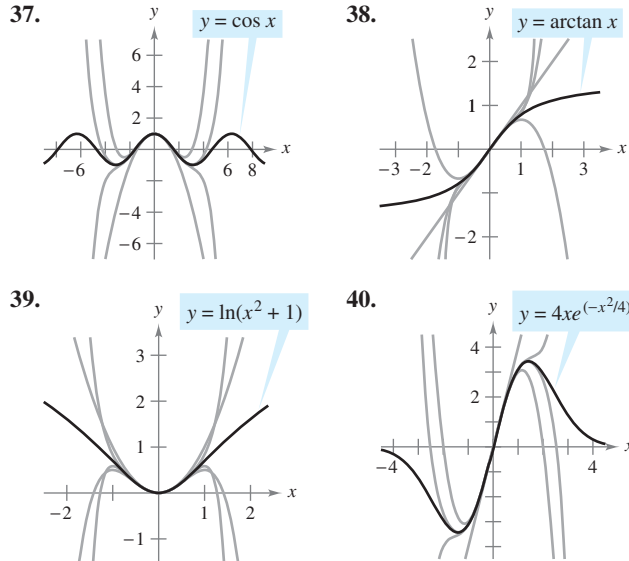 37.
y
y = cos x
6
4
2
x
−6
6 8
−4
−6
38.
y
y = arctan x
2
1
x
−3 −2
1
3
−2
39.
y
y = ln(x² + 1)
3
2
1
x
−2
1
2
−1
40.
y
y = 4xe^(−x²/4)
4
2
x
−4
4